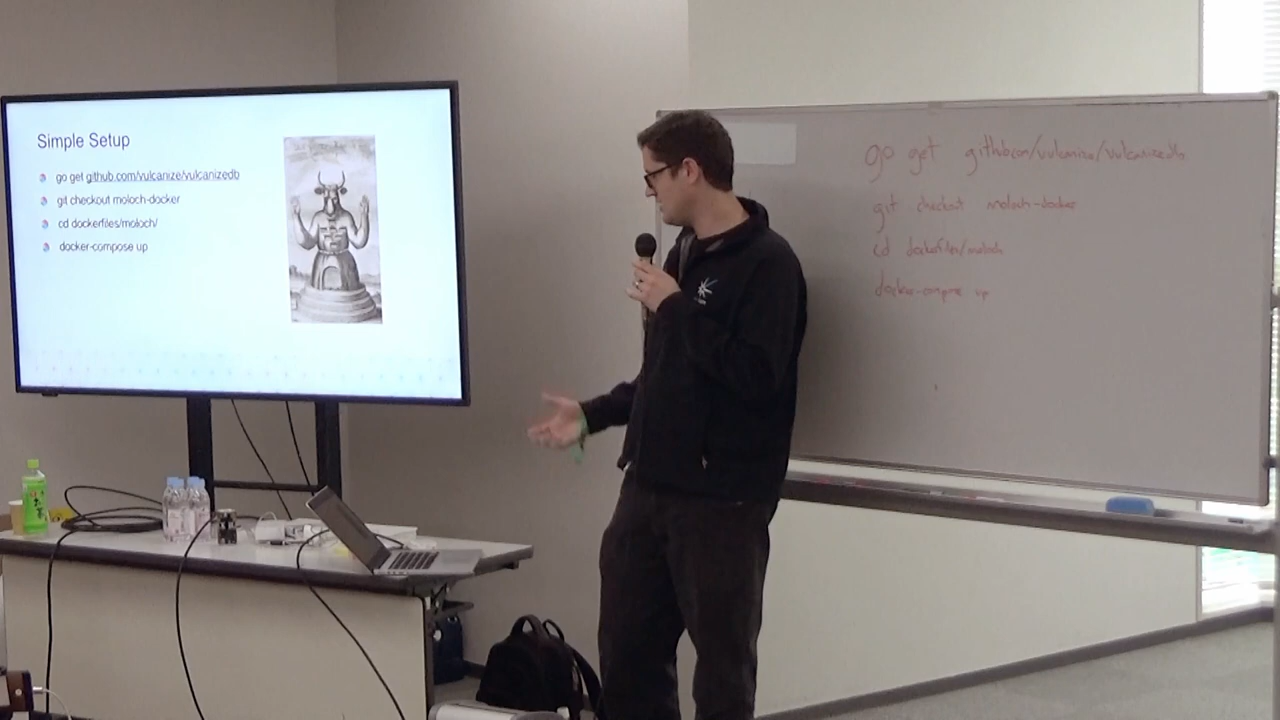 Simple Setup
go get github.com/vulcanize/vulcanizedb
git checkout moloch-docker
cd dockerfiles/moloch/
docker-compose up
go get github.com/vulcanize/vulcanizedb
git checkout moloch-docker
cd dockerfiles/moloch
docker-compose up